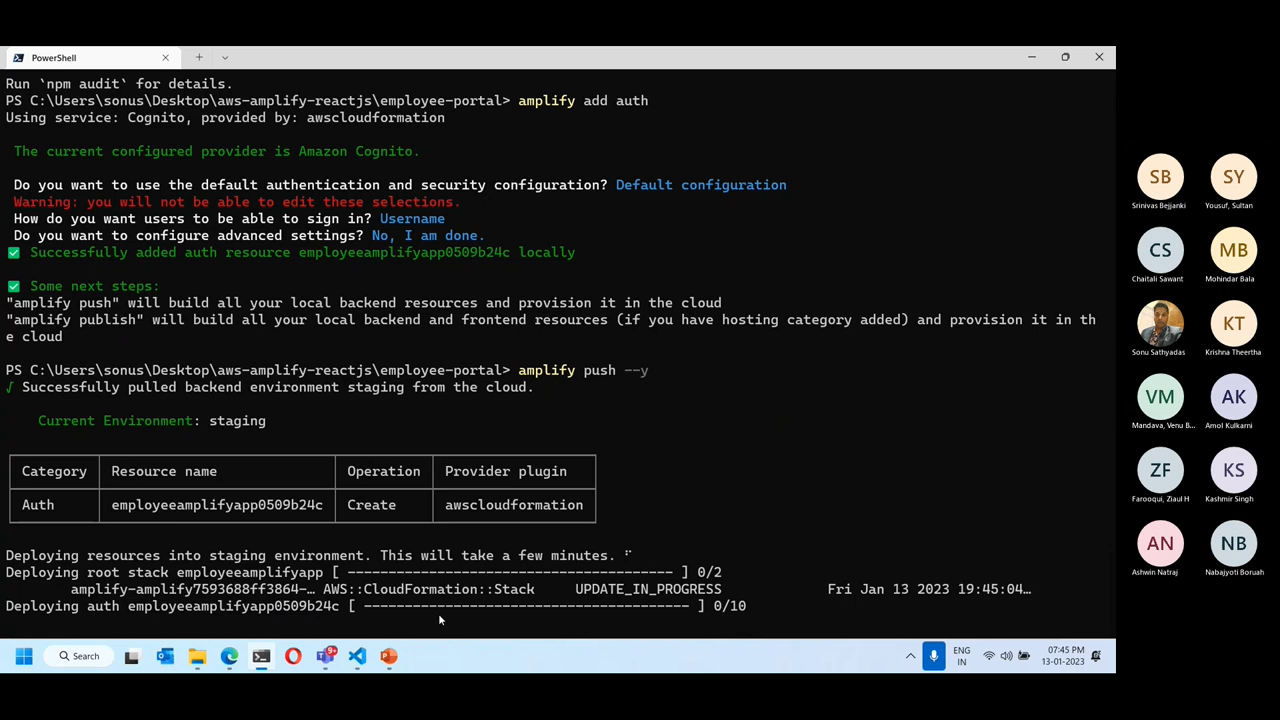 PowerShell
Run `npm audit` for details.
PS C:\Users\sonus\Desktop\aws-amplify-reactjs\employee-portal> amplify add auth
Using service: Cognito, provided by: awscloudformation
The current configured provider is Amazon Cognito.
Do you want to use the default authentication and security configuration? Default configuration
Warning: you will not be able to edit these selections.
How do you want users to be able to sign in? Username
Do you want to configure advanced settings? No, I am done.
✅ Successfully added auth resource employeeamplifyapp0509b24c locally
✅ Some next steps:
"amplify push" will build all your local backend resources and provision it in the cloud
"amplify publish" will build all your local backend and frontend resources (if you have hosting category added) and provision it in th
e cloud
PS C:\Users\sonus\Desktop\aws-amplify-reactjs\employee-portal> amplify push --y
√ Successfully pulled backend environment staging from the cloud.
Current Environment: staging
Category Resource name Operation Provider plugin
Auth employeeamplifyapp0509b24c Create awscloudformation
Deploying resources into staging environment. This will take a few minutes.
Deploying root stack employeeamplifyapp [ ---------------------------------------- ] 0/2
amplify-amplify7593688ff3864-… AWS::CloudFormation::Stack UPDATE_IN_PROGRESS Fri Jan 13 2023 19:45:04…
Deploying auth employeeamplifyapp0509b24c [ ---------------------------------------- ] 0/10
Search
9+
ENG
IN
07:45 PM
13-01-2023
SB
SY
Srinivas Bejjanki
Yousuf, Sultan
CS
MB
Chaitali Sawant
Mohindar Bala
KT
Sonu Sathyadas
Krishna Theertha
VM
AK
Mandava, Venu B...
Amol Kulkarni
ZF
KS
Farooqui, Ziaul H
Kashmir Singh
AN
NB
Ashwin Natraj
Nabajyoti Boruah